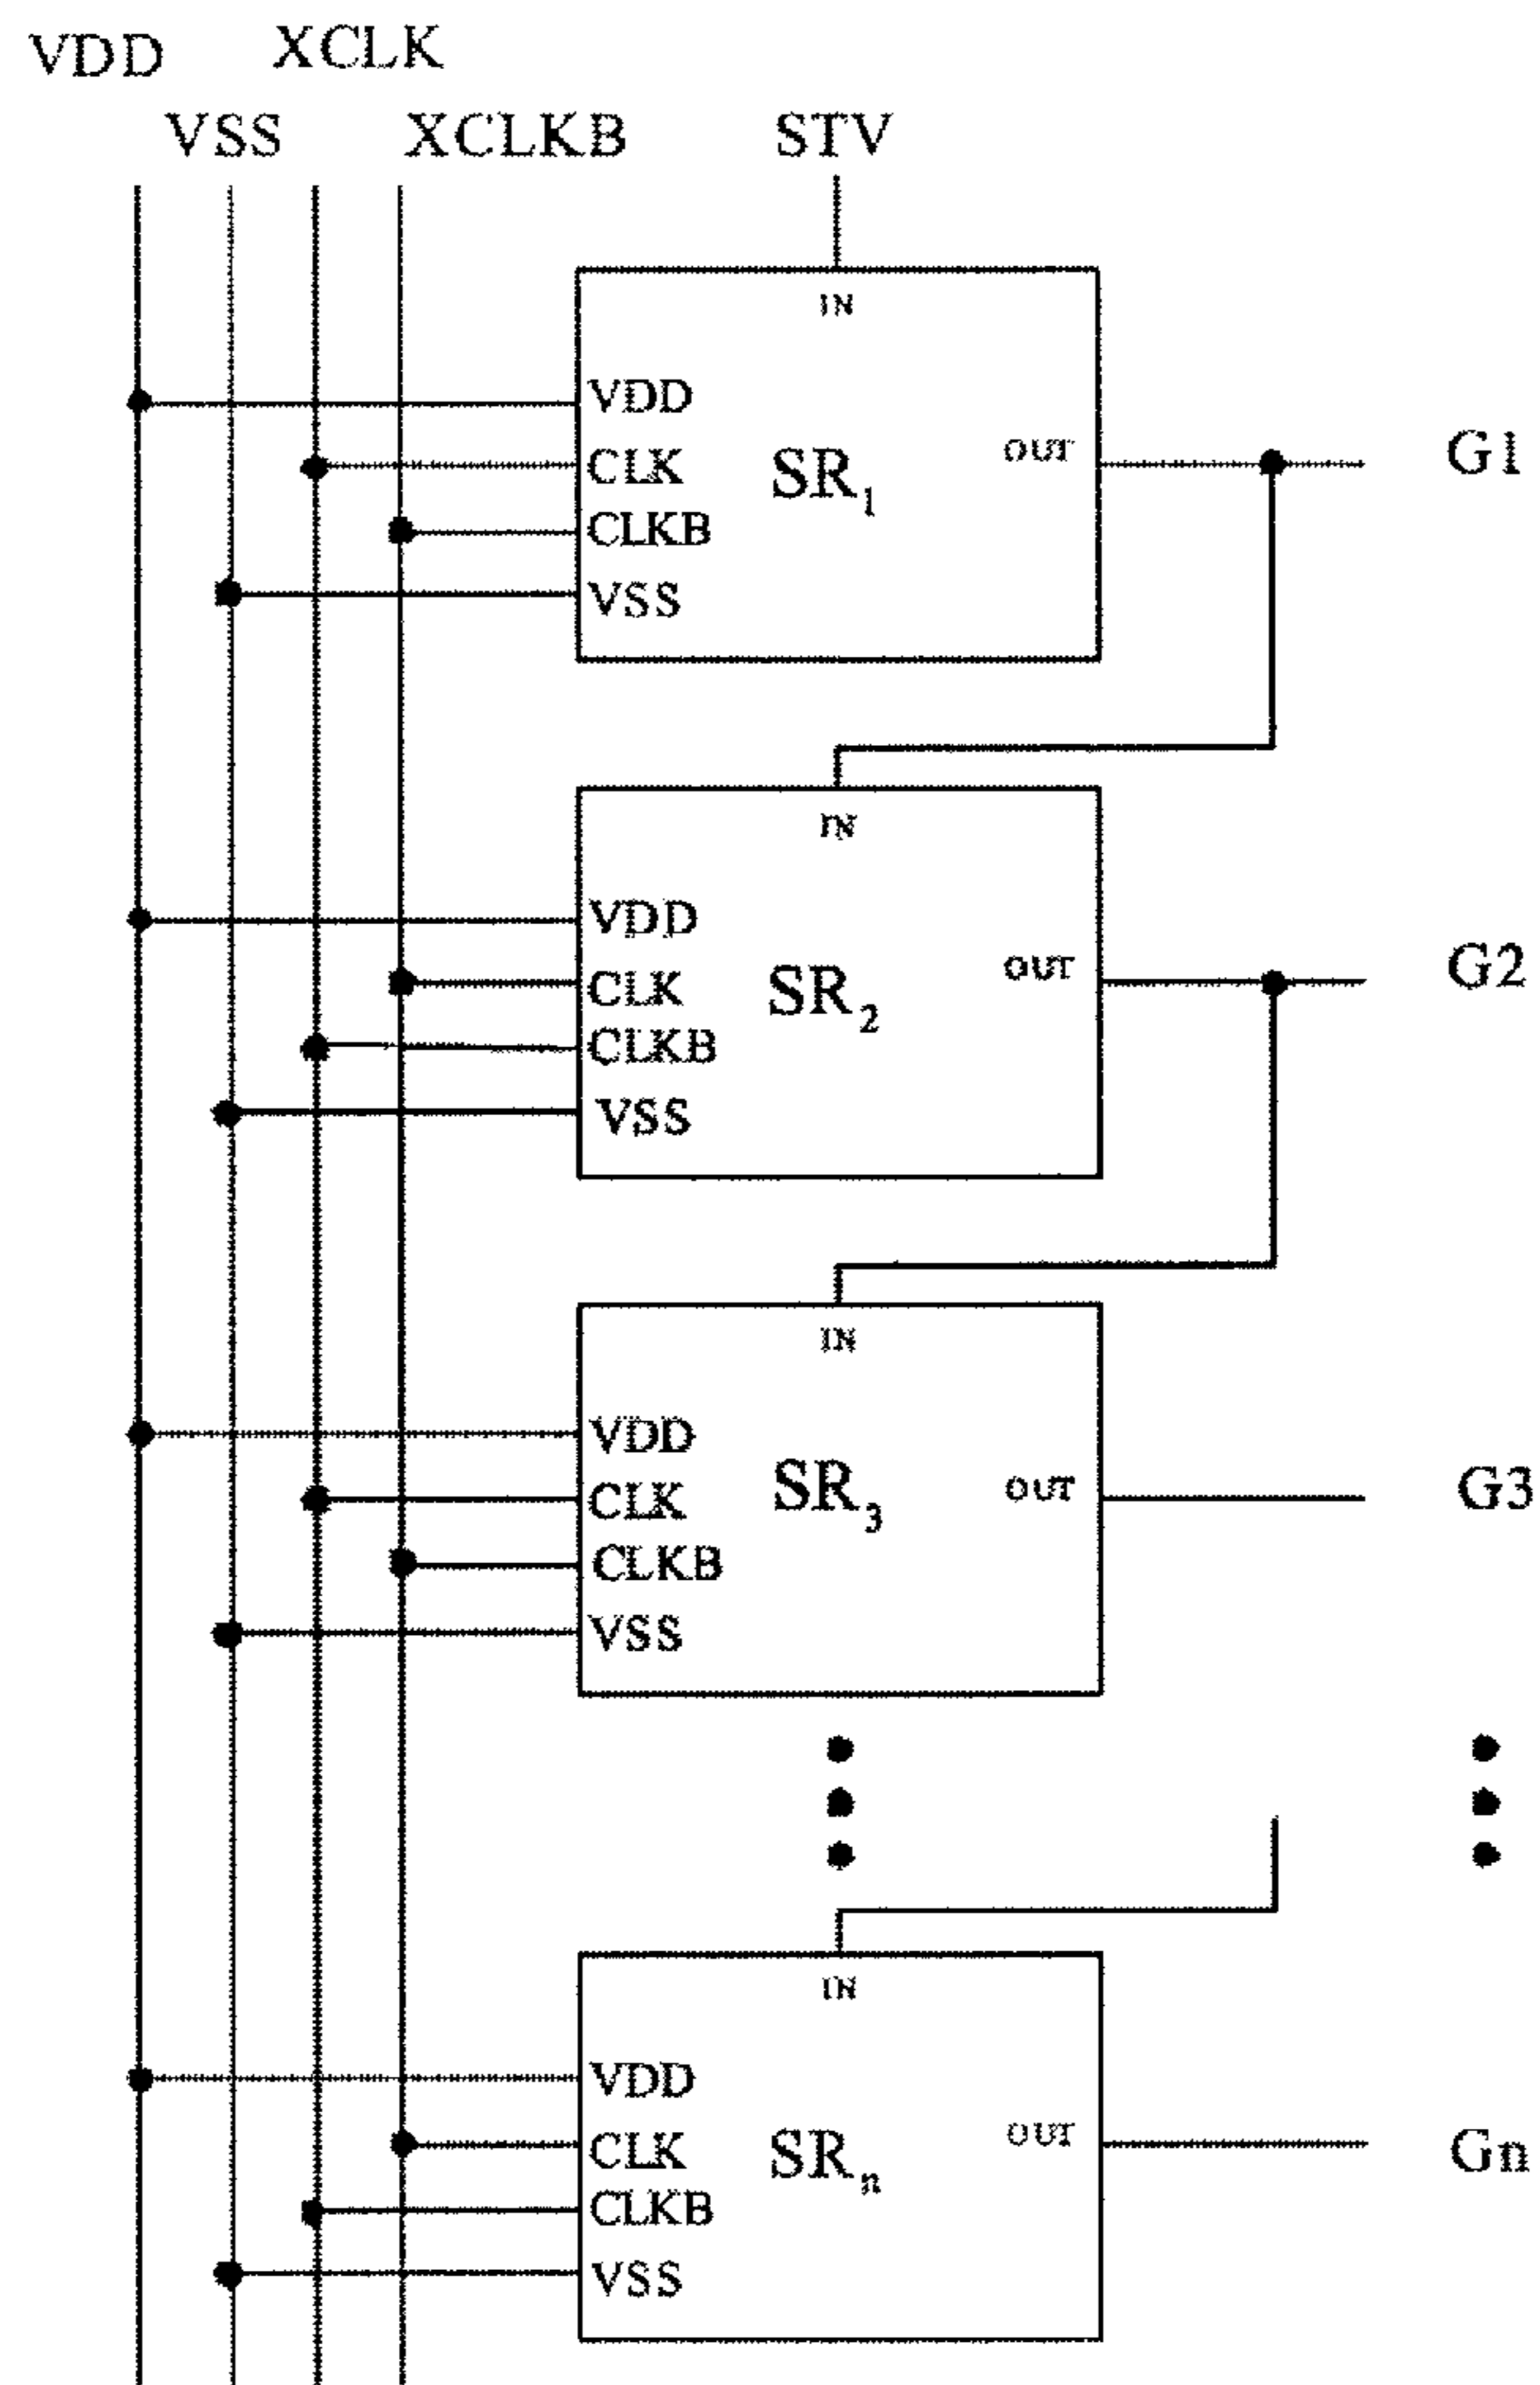 VDD XCLK
VSS XCLKB STV
IN
VDD
CLK SR1 OUT G1
CLKB
VSS
IN
VDD
CLK SR2 OUT G2
CLKB
VSS
IN
VDD
CLK SR3 OUT G3
CLKB
VSS
IN
VDD
CLK SRn OUT Gn
CLKB
VSS